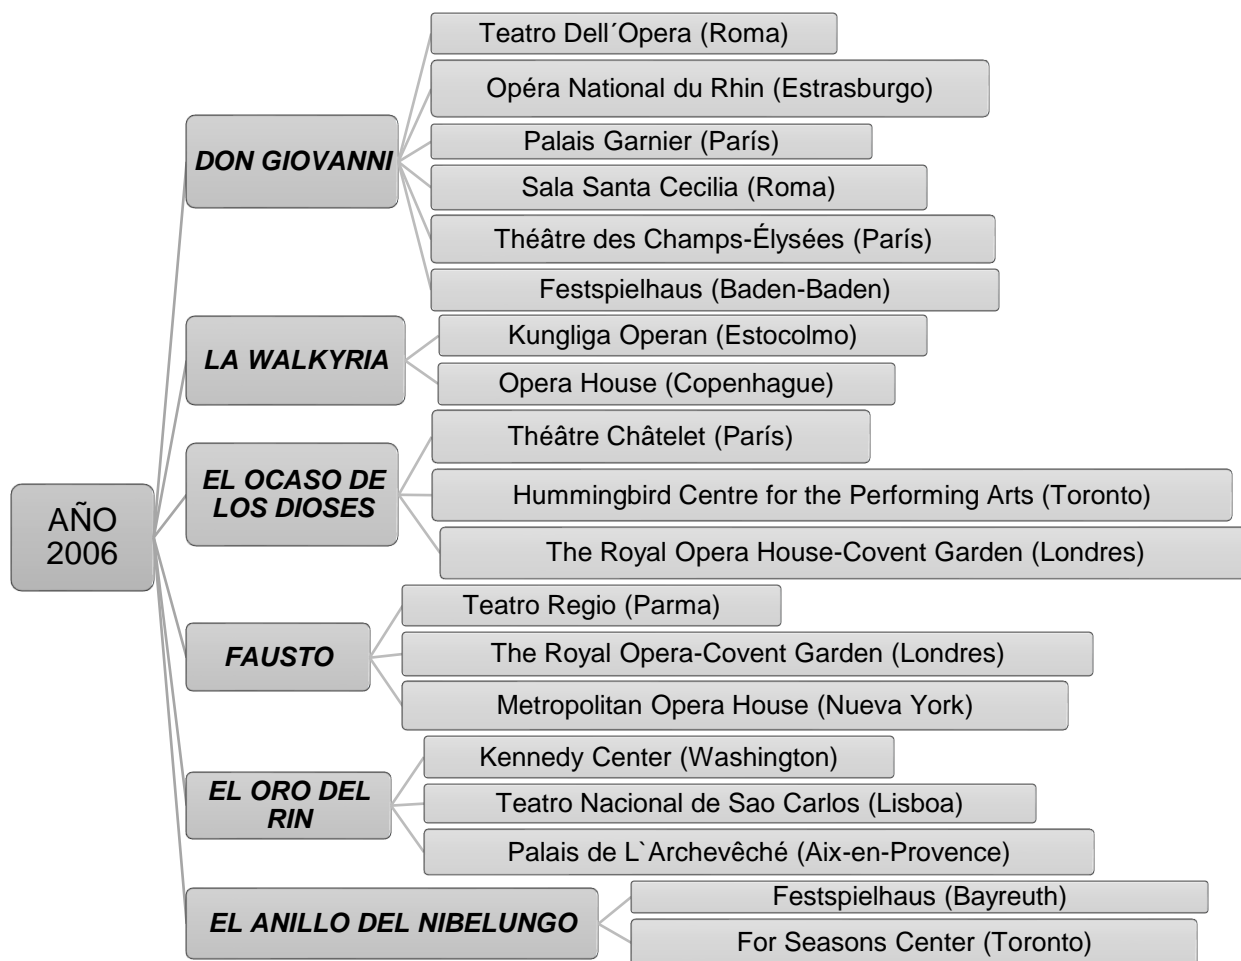 AÑO
2006
DON GIOVANNI
Teatro Dell´Opera (Roma)
Opéra National du Rhin (Estrasburgo)
Palais Garnier (París)
Sala Santa Cecilia (Roma)
Théâtre des Champs-Élysées (París)
Festspielhaus (Baden-Baden)
LA WALKYRIA
Kungliga Operan (Estocolmo)
Opera House (Copenhague)
EL OCASO DE
LOS DIOSES
Théâtre Châtelet (París)
Hummingbird Centre for the Performing Arts (Toronto)
The Royal Opera House-Covent Garden (Londres)
FAUSTO
Teatro Regio (Parma)
The Royal Opera-Covent Garden (Londres)
Metropolitan Opera House (Nueva York)
EL ORO DEL
RIN
Kennedy Center (Washington)
Teatro Nacional de Sao Carlos (Lisboa)
Palais de L`Archevêché (Aix-en-Provence)
EL ANILLO DEL NIBELUNGO
Festspielhaus (Bayreuth)
For Seasons Center (Toronto)